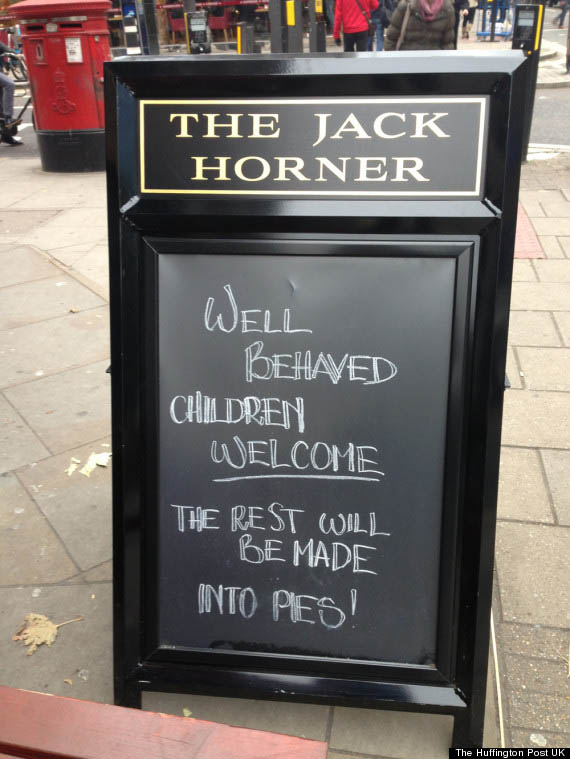 THE JACK
HORNER
WELL
BEHAVED
CHILDREN
WELCOME
THE REST WILL
BE MADE
INTO PIES!
The Huffington Post UK